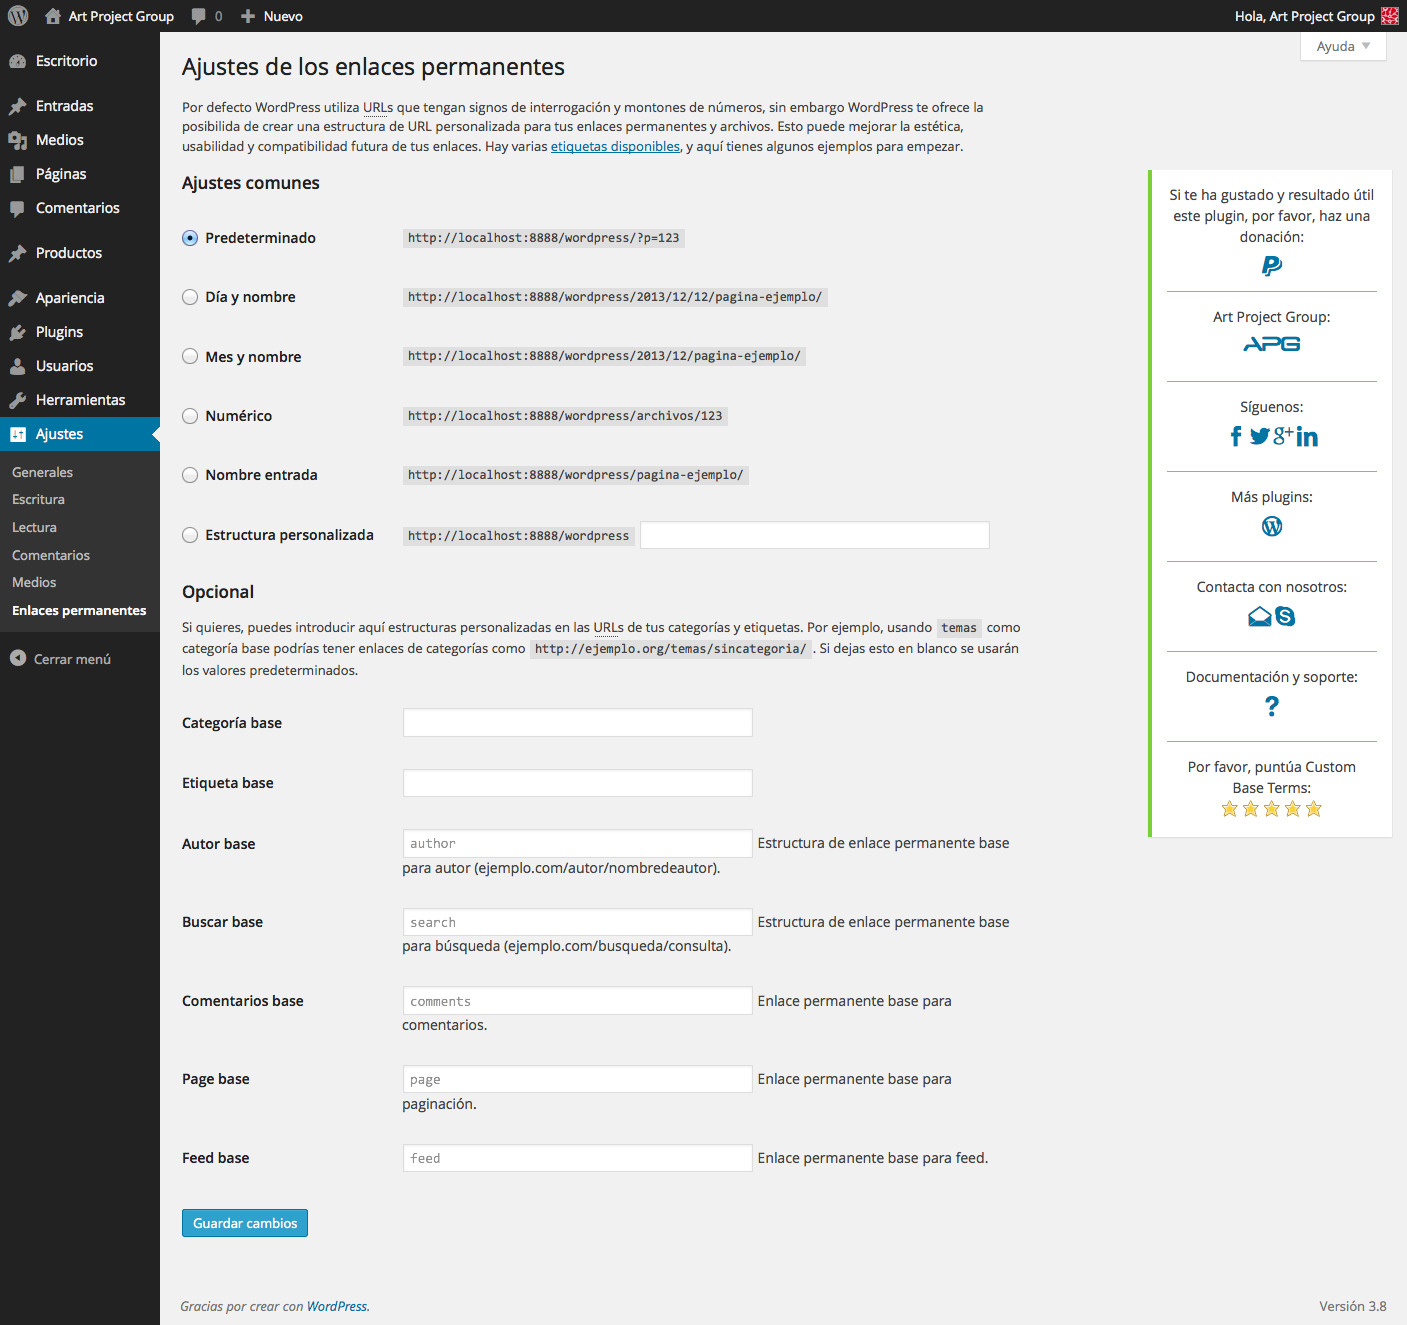 Art Project Group 0 Nuevo Hola, Art Project Group
Ayuda
Escritorio
Entradas
Medios
Páginas
Comentarios
Productos
Apariencia
Plugins
Usuarios
Herramientas
Ajustes
Generales
Escritura
Lectura
Comentarios
Medios
Enlaces permanentes
Cerrar menú
Ajustes de los enlaces permanentes
Por defecto WordPress utiliza URLs que tengan signos de interrogación y montones de números, sin embargo WordPress te ofrece la
posibilida de crear una estructura de URL personalizada para tus enlaces permanentes y archivos. Esto puede mejorar la estética,
usabilidad y compatibilidad futura de tus enlaces. Hay varias etiquetas disponibles, y aquí tienes algunos ejemplos para empezar.
Ajustes comunes
Predeterminado http://localhost:8888/wordpress/?p=123
Día y nombre http://localhost:8888/wordpress/2013/12/12/pagina-ejemplo/
Mes y nombre http://localhost:8888/wordpress/2013/12/pagina-ejemplo/
Numérico http://localhost:8888/wordpress/archivos/123
Nombre entrada http://localhost:8888/wordpress/pagina-ejemplo/
Estructura personalizada http://localhost:8888/wordpress
Opcional
Si quieres, puedes introducir aquí estructuras personalizadas en las URLs de tus categorías y etiquetas. Por ejemplo, usando temas como
categoría base podrías tener enlaces de categorías como http://ejemplo.org/temas/sincategoria/ . Si dejas esto en blanco se usarán
los valores predeterminados.
Categoría base
Etiqueta base
Autor base author Estructura de enlace permanente base
para autor (ejemplo.com/autor/nombredeautor).
Buscar base search Estructura de enlace permanente base
para búsqueda (ejemplo.com/busqueda/consulta).
Comentarios base comments Enlace permanente base para
comentarios.
Page base page Enlace permanente base para
paginación.
Feed base feed Enlace permanente base para feed.
Guardar cambios
Si te ha gustado y resultado útil
este plugin, por favor, haz una
donación:
Art Project Group:
APG
Síguenos:
Más plugins:
Contacta con nosotros:
Documentación y soporte:
?
Por favor, puntúa Custom
Base Terms:
Gracias por crear con WordPress.
Versión 3.8